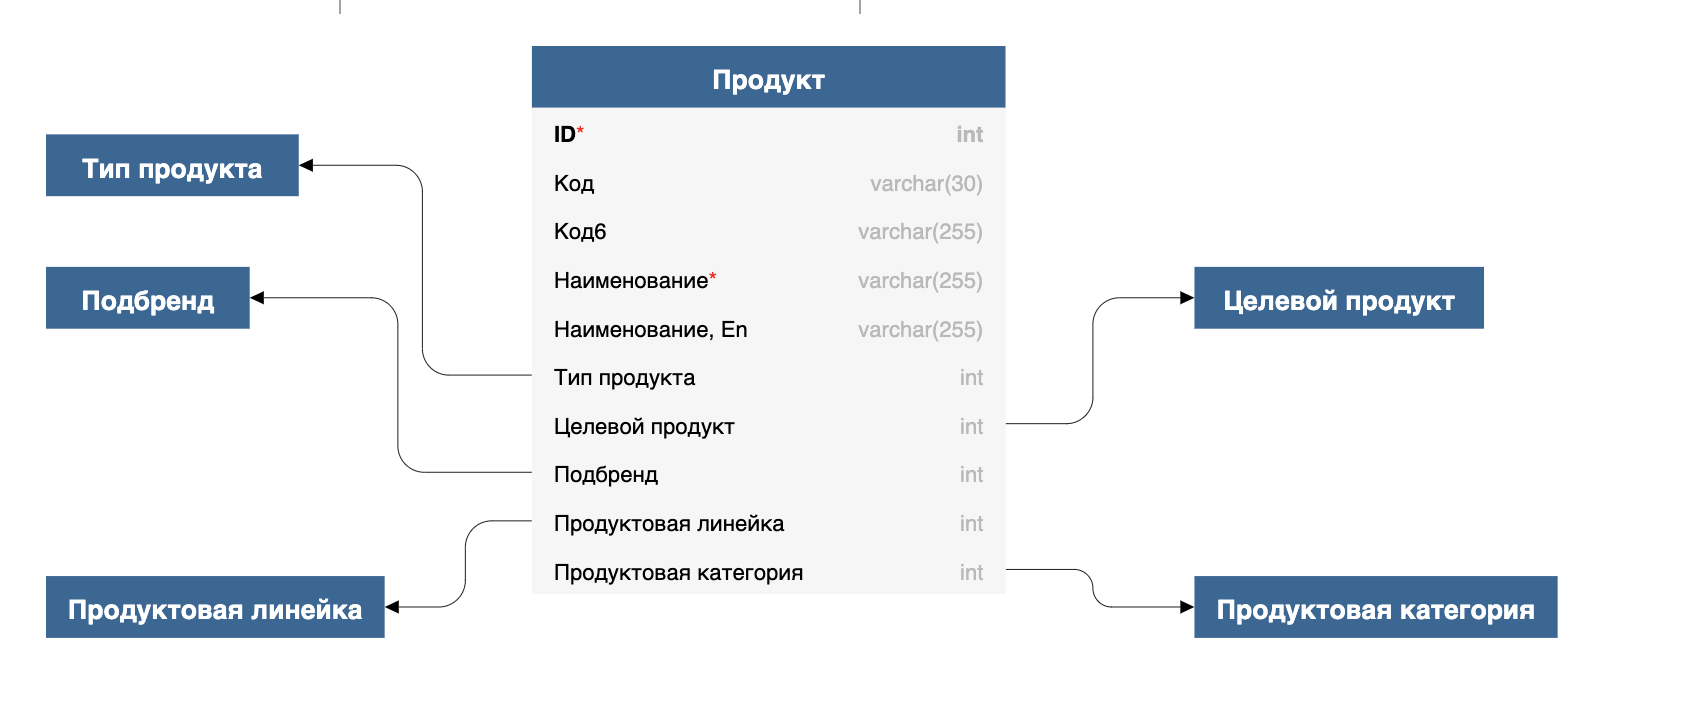 Продукт
ID* int
Код varchar(30)
Код6 varchar(255)
Наименование* varchar(255)
Наименование, En varchar(255)
Тип продукта int
Целевой продукт int
Подбренд int
Продуктовая линейка int
Продуктовая категория int
Тип продукта
Подбренд
Продуктовая линейка
Целевой продукт
Продуктовая категория